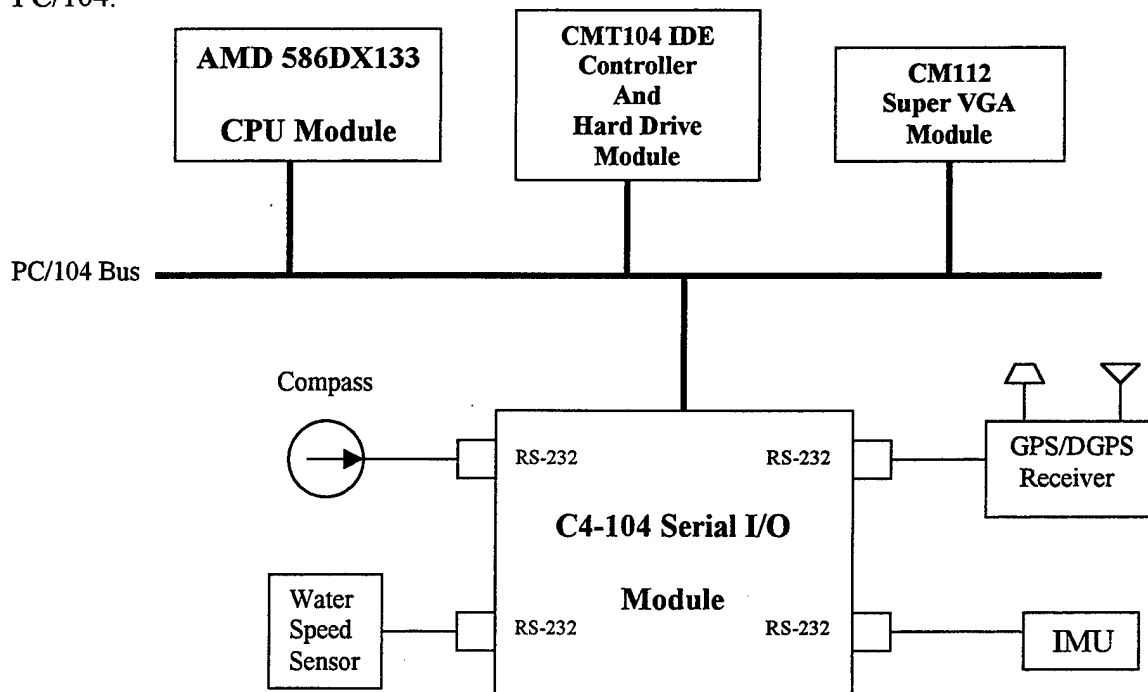 PC/104.
AMD 586DX133
CPU Module
CMT104 IDE
Controller
And
Hard Drive
Module
CM112
Super VGA
Module
PC/104 Bus
Compass
RS-232
RS-232
GPS/DGPS
Receiver
C4-104 Serial I/O
Module
Water
Speed
Sensor
RS-232
RS-232
IMU